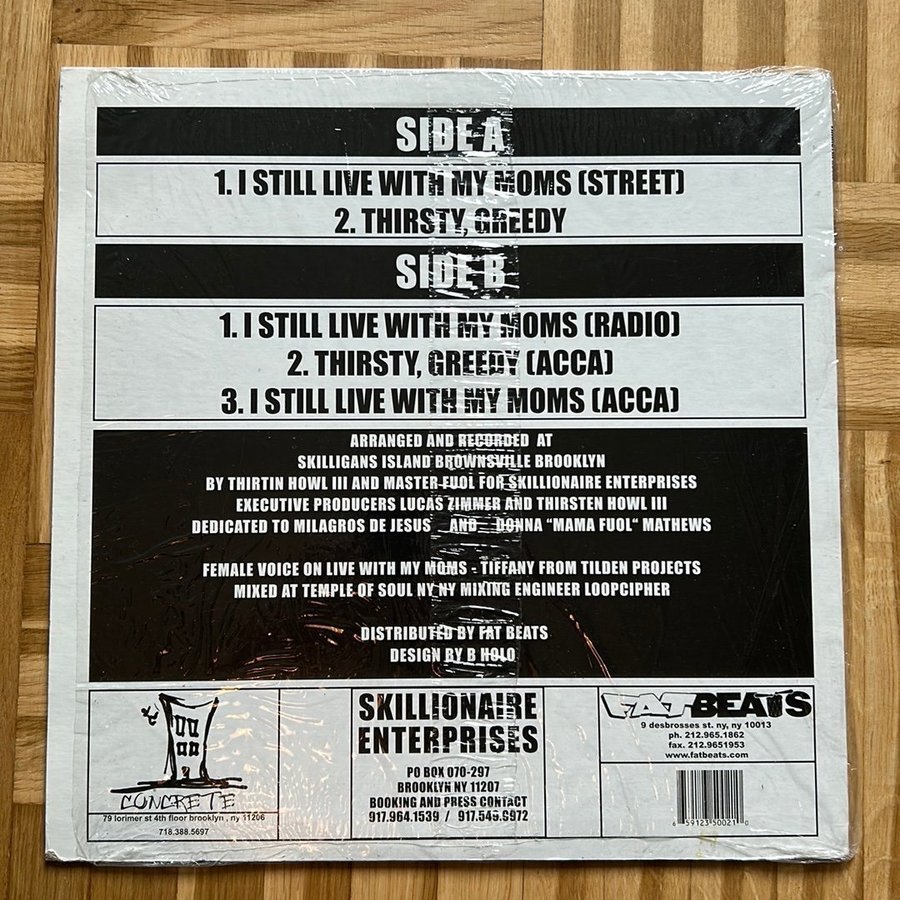 SIDE A
1. I STILL LIVE WITH MY MOMS (STREET)
2. THIRSTY, GREEDY
SIDE B
1. I STILL LIVE WITH MY MOMS (RADIO)
2. THIRSTY, GREEDY (ACCA)
3. I STILL LIVE WITH MY MOMS (ACCA)
ARRANGED AND RECORDED AT
SKILLIGANS ISLAND BROWNSVILLE BROOKLYN
BY THIRTIN HOWL III AND MASTER FUOL FOR SKILLIONAIRE ENTERPRISES
EXECUTIVE PRODUCERS LUCAS ZIMMER AND THIRSTEN HOWL III
DEDICATED TO MILAGROS DE JESUS AND DONNA "MAMA FUOL" MATHEWS
FEMALE VOICE ON LIVE WITH MY MOMS - TIFFANY FROM TILDEN PROJECTS
MIXED AT TEMPLE OF SOUL NY NY MIXING ENGINEER LOOPCIPHER
DISTRIBUTED BY FAT BEATS
DESIGN BY B HOLO
CONCRETE
79 lorimer st 4th floor brooklyn, ny 11206
718.388.5697
SKILLIONAIRE
ENTERPRISES
PO BOX 070-297
BROOKLYN NY 11207
BOOKING AND PRESS CONTACT
917.964.1539 / 917.545.6972
FATBEATS
9 desbrosses st. ny, ny 10013
ph. 212.965.1862
fax. 212.9651953
www.fatbeats.com
6 59123 50021 0